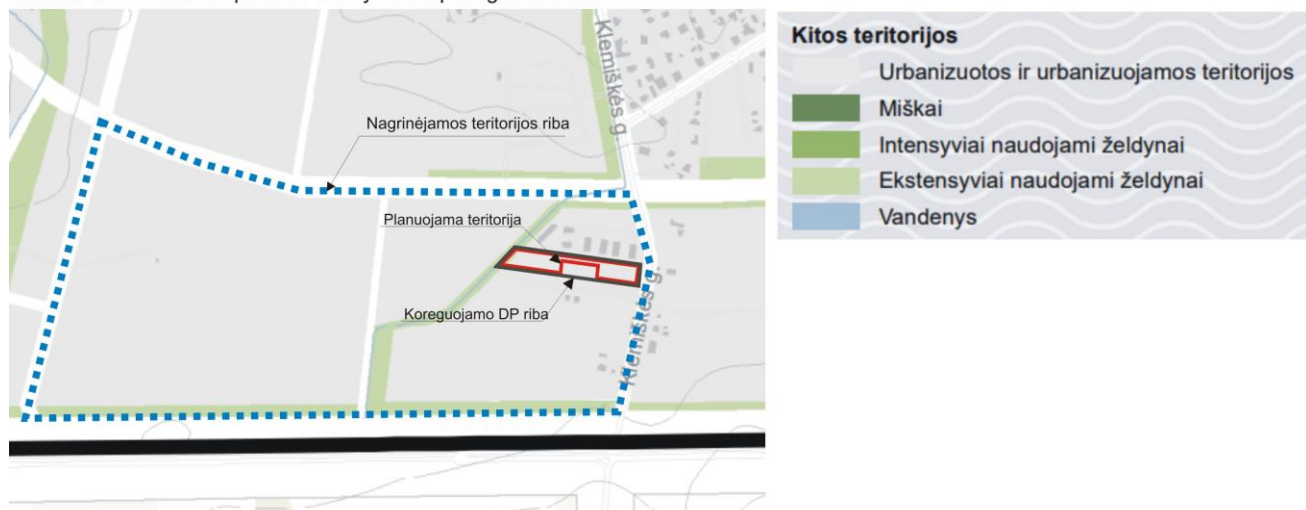 Klemiškės g.
Nagrinėjamos teritorijos riba
Planuojama teritorija
Koreguojamo DP riba
Klemiškės g.
Kitos teritorijos
Urbanizuotos ir urbanizuojamos teritorijos
Miškai
Intensyviai naudojami želdynai
Ekstensyviai naudojami želdynai
Vandenys